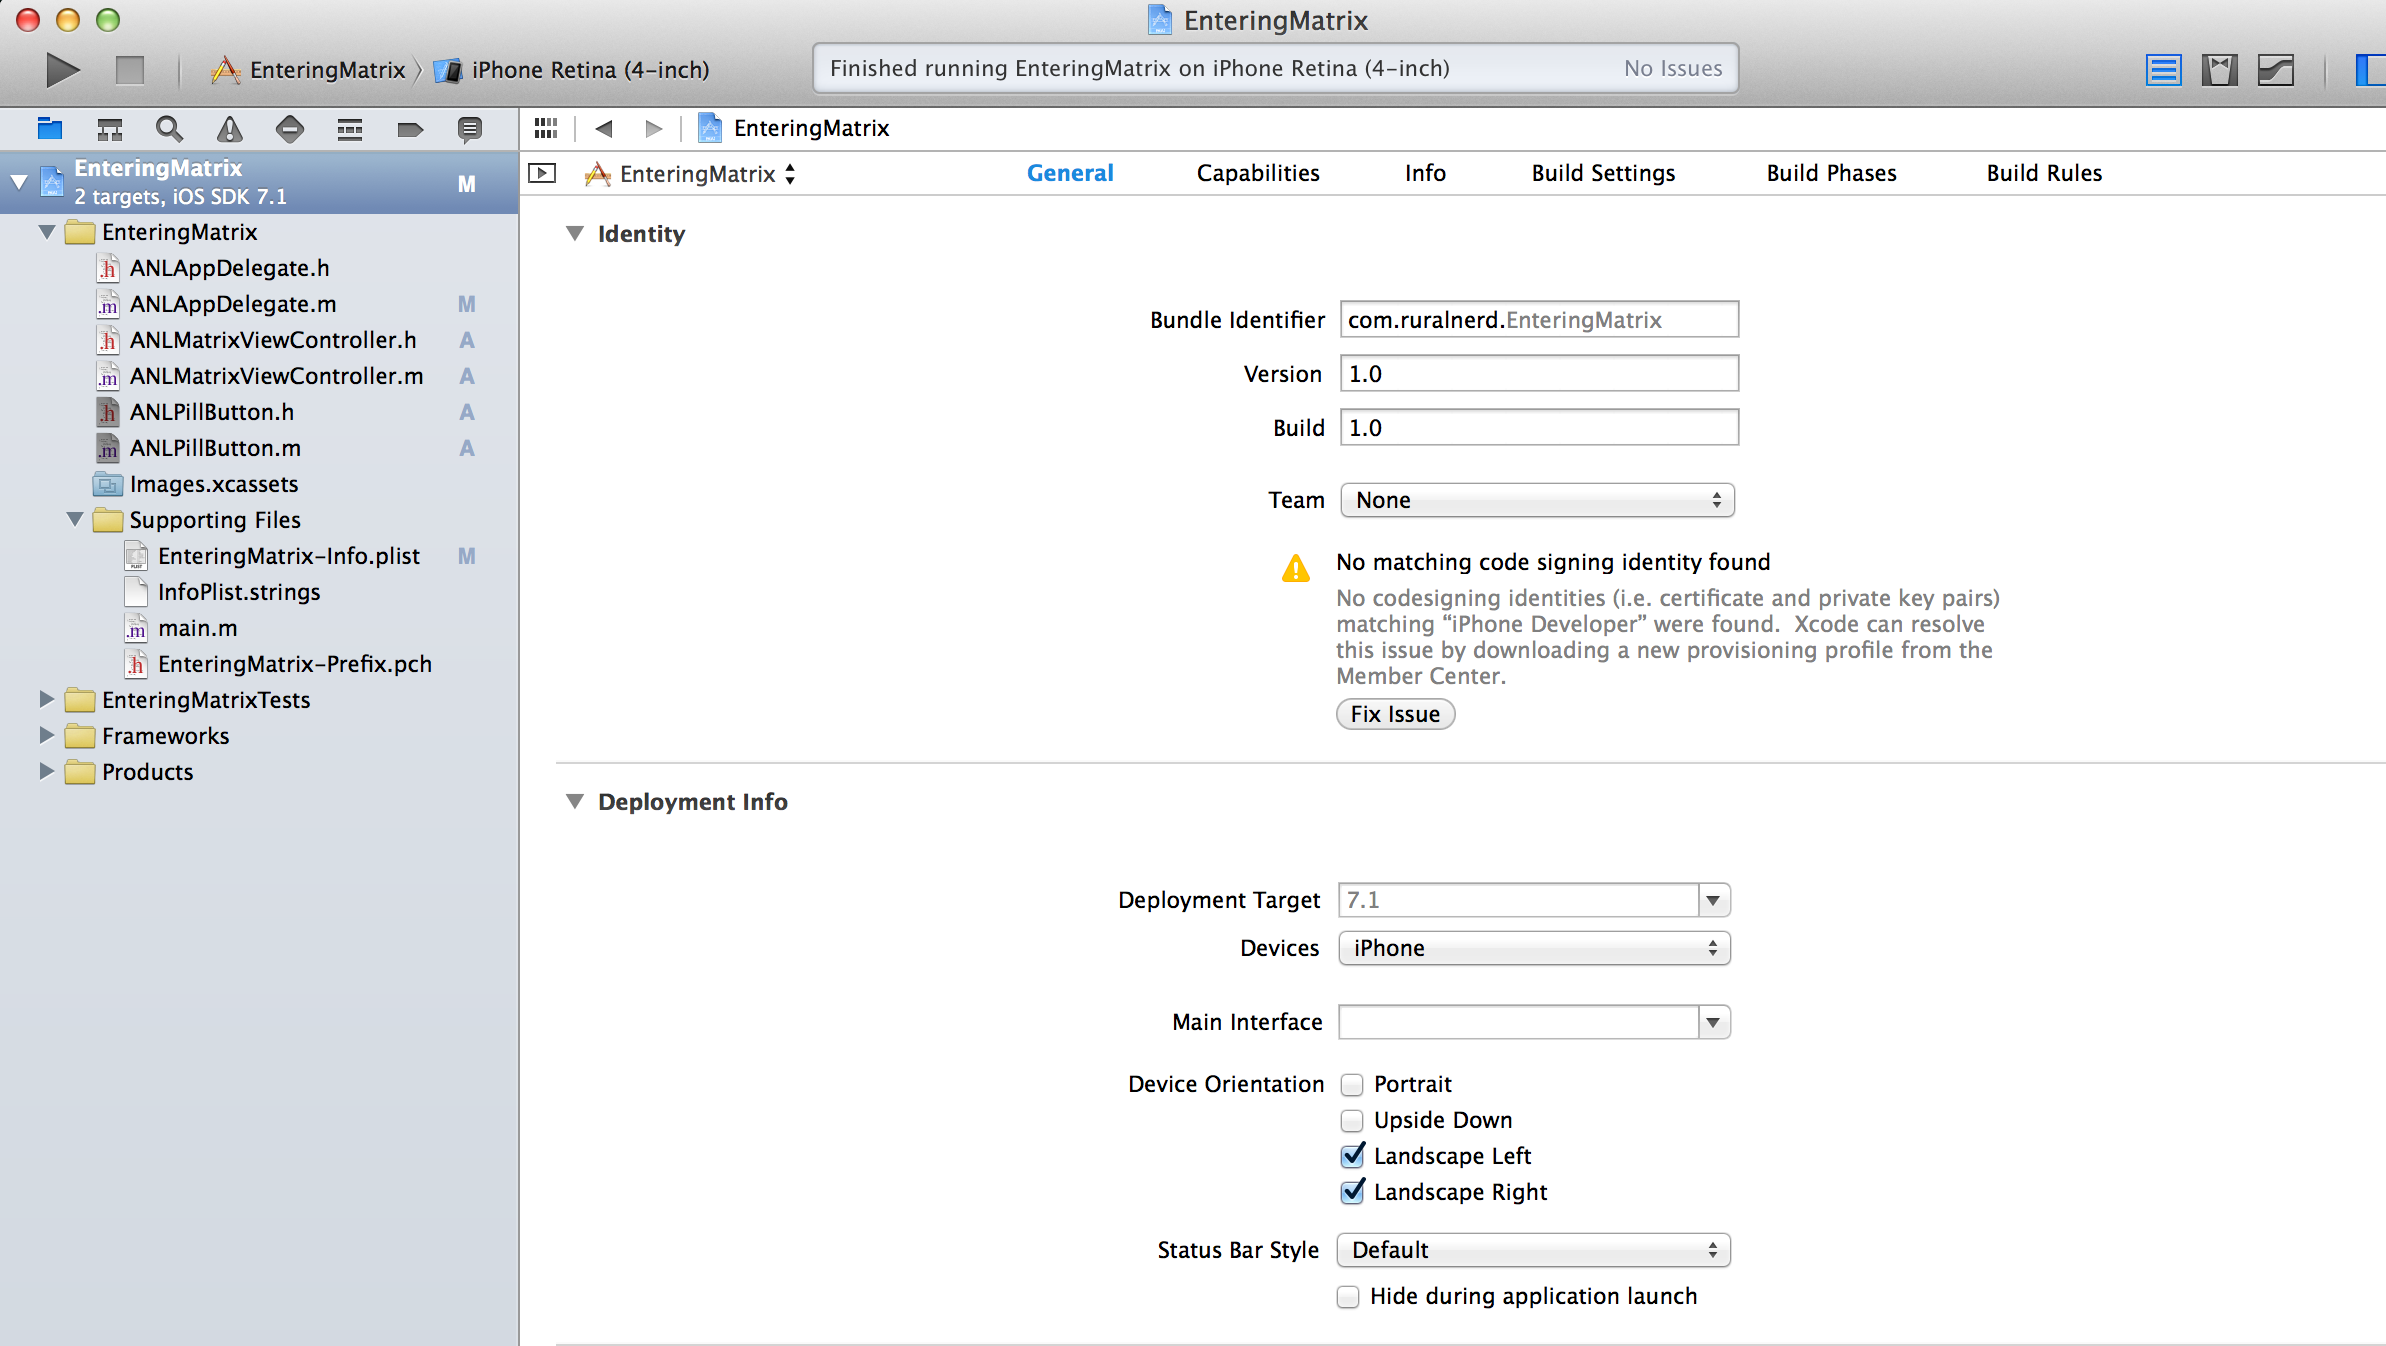 EnteringMatrix
EnteringMatrix
iPhone Retina (4-inch)
Finished running EnteringMatrix on iPhone Retina (4-inch)
No Issues
EnteringMatrix
2 targets, iOS SDK 7.1
M
EnteringMatrix
ANLAppDelegate.h
ANLAppDelegate.m M
ANLMatrixViewController.h A
ANLMatrixViewController.m A
ANLPillButton.h A
ANLPillButton.m A
Images.xcassets
Supporting Files
EnteringMatrix-Info.plist M
InfoPlist.strings
main.m
EnteringMatrix-Prefix.pch
EnteringMatrixTests
Frameworks
Products
EnteringMatrix
EnteringMatrix
General Capabilities Info Build Settings Build Phases Build Rules
Identity
Bundle Identifier com.ruralnerd.EnteringMatrix
Version 1.0
Build 1.0
Team None
No matching code signing identity found
No codesigning identities (i.e. certificate and private key pairs)
matching “iPhone Developer” were found.  Xcode can resolve
this issue by downloading a new provisioning profile from the
Member Center.
Fix Issue
Deployment Info
Deployment Target 7.1
Devices iPhone
Main Interface
Device Orientation Portrait
Upside Down
Landscape Left
Landscape Right
Status Bar Style Default
Hide during application launch